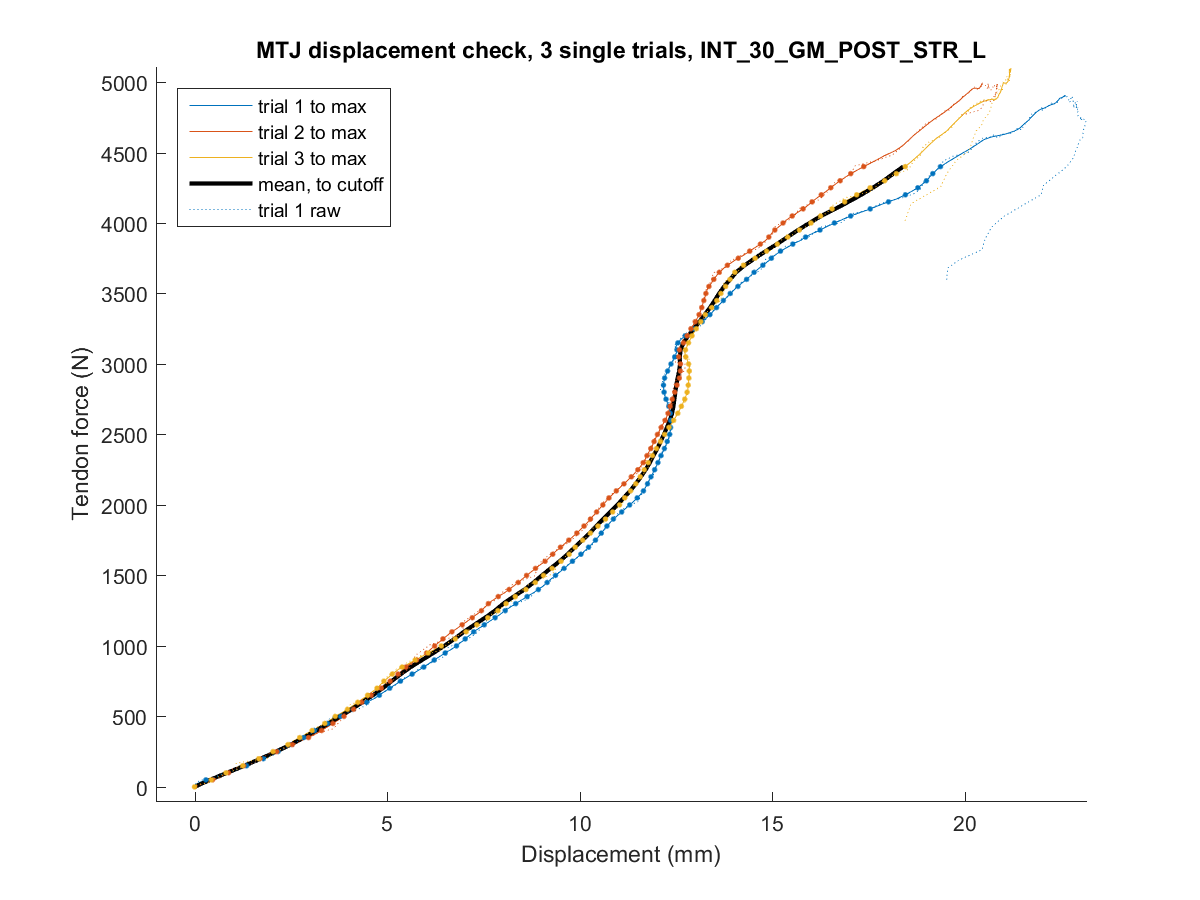 MTJ displacement check, 3 single trials, INT_30_GM_POST_STR_L
trial 1 to max
trial 2 to max
trial 3 to max
mean, to cutoff
trial 1 raw
5000
4500
4000
3500
3000
2500
2000
1500
1000
500
0
Tendon force (N)
0 5 10 15 20
Displacement (mm)